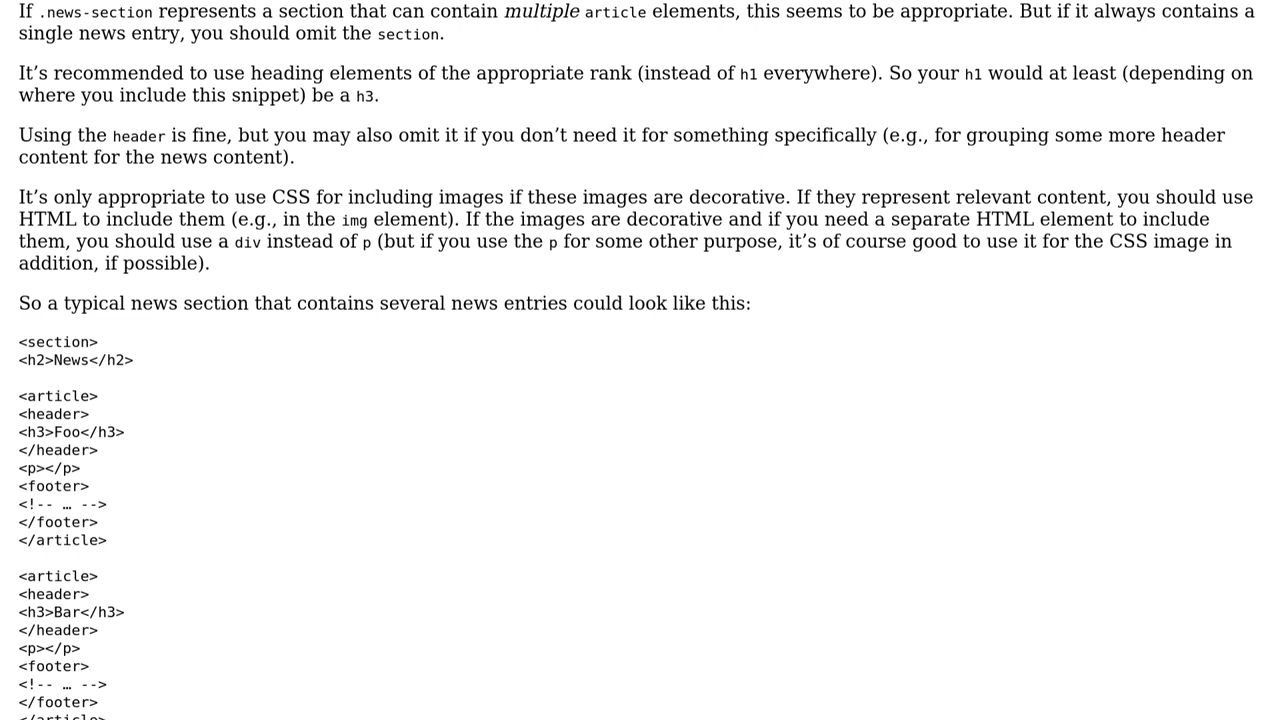 If .news-section represents a section that can contain multiple article elements, this seems to be appropriate. But if it always contains a
single news entry, you should omit the section.
It’s recommended to use heading elements of the appropriate rank (instead of h1 everywhere). So your h1 would at least (depending on
where you include this snippet) be a h3.
Using the header is fine, but you may also omit it if you don’t need it for something specifically (e.g., for grouping some more header
content for the news content).
It’s only appropriate to use CSS for including images if these images are decorative. If they represent relevant content, you should use
HTML to include them (e.g., in the img element). If the images are decorative and if you need a separate HTML element to include
them, you should use a div instead of p (but if you use the p for some other purpose, it’s of course good to use it for the CSS image in
addition, if possible).
So a typical news section that contains several news entries could look like this:
<section>
<h2>News</h2>
<article>
<header>
<h3>Foo</h3>
</header>
<p></p>
<footer>
<!-- … -->
</footer>
</article>
<article>
<header>
<h3>Bar</h3>
</header>
<p></p>
<footer>
<!-- … -->
</footer>
</article>